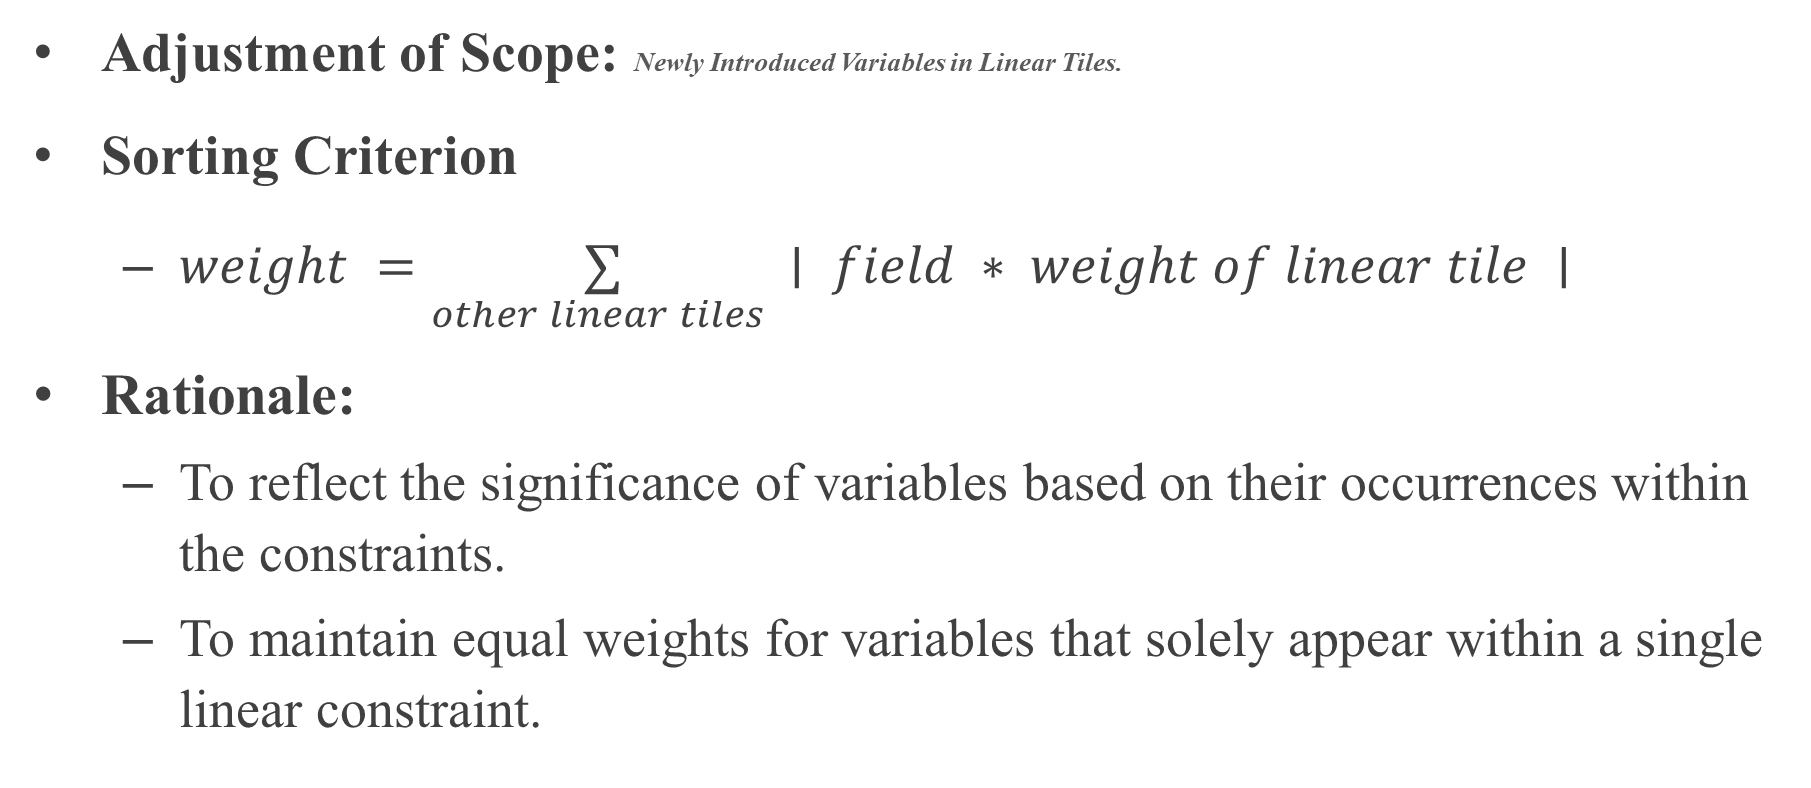 • Adjustment of Scope: Newly Introduced Variables in Linear Tiles.
• Sorting Criterion
– weight = ∑ | field ∗ weight of linear tile |
other linear tiles
• Rationale:
– To reflect the significance of variables based on their occurrences within
the constraints.
– To maintain equal weights for variables that solely appear within a single
linear constraint.